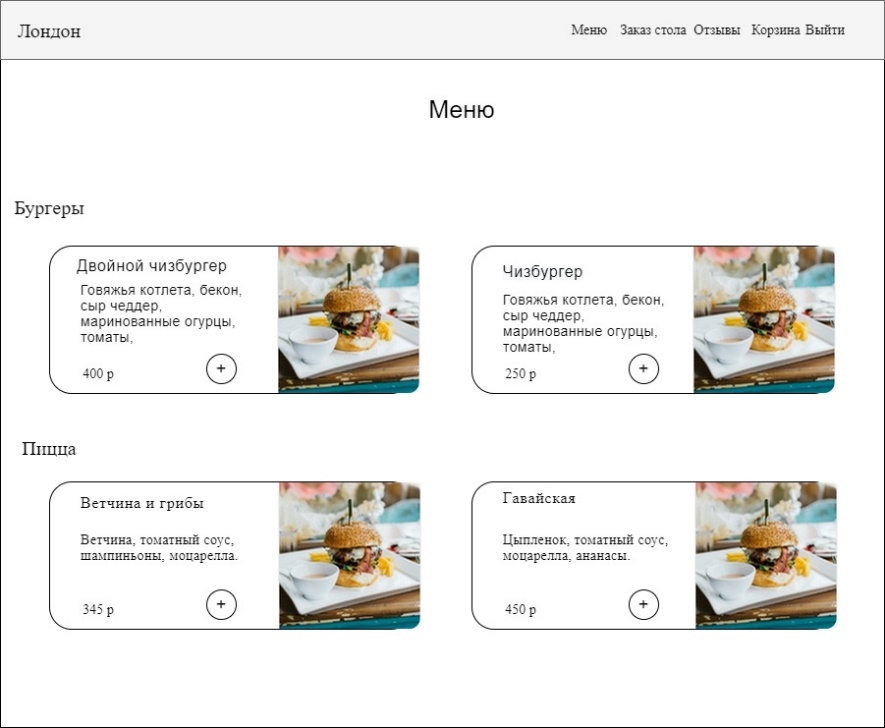 Лондон
Меню Заказ стола Отзывы Корзина Выйти
Меню
Бургеры
Двойной чизбургер
Говяжья котлета, бекон,
сыр чеддер,
маринованные огурцы,
томаты,
400 р
+
Чизбургер
Говяжья котлета, бекон,
сыр чеддер,
маринованные огурцы,
томаты,
250 р
+
Пицца
Ветчина и грибы
Ветчина, томатный соус,
шампиньоны, моцарелла.
345 р
+
Гавайская
Цыпленок, томатный соус,
моцарелла, ананасы.
450 р
+